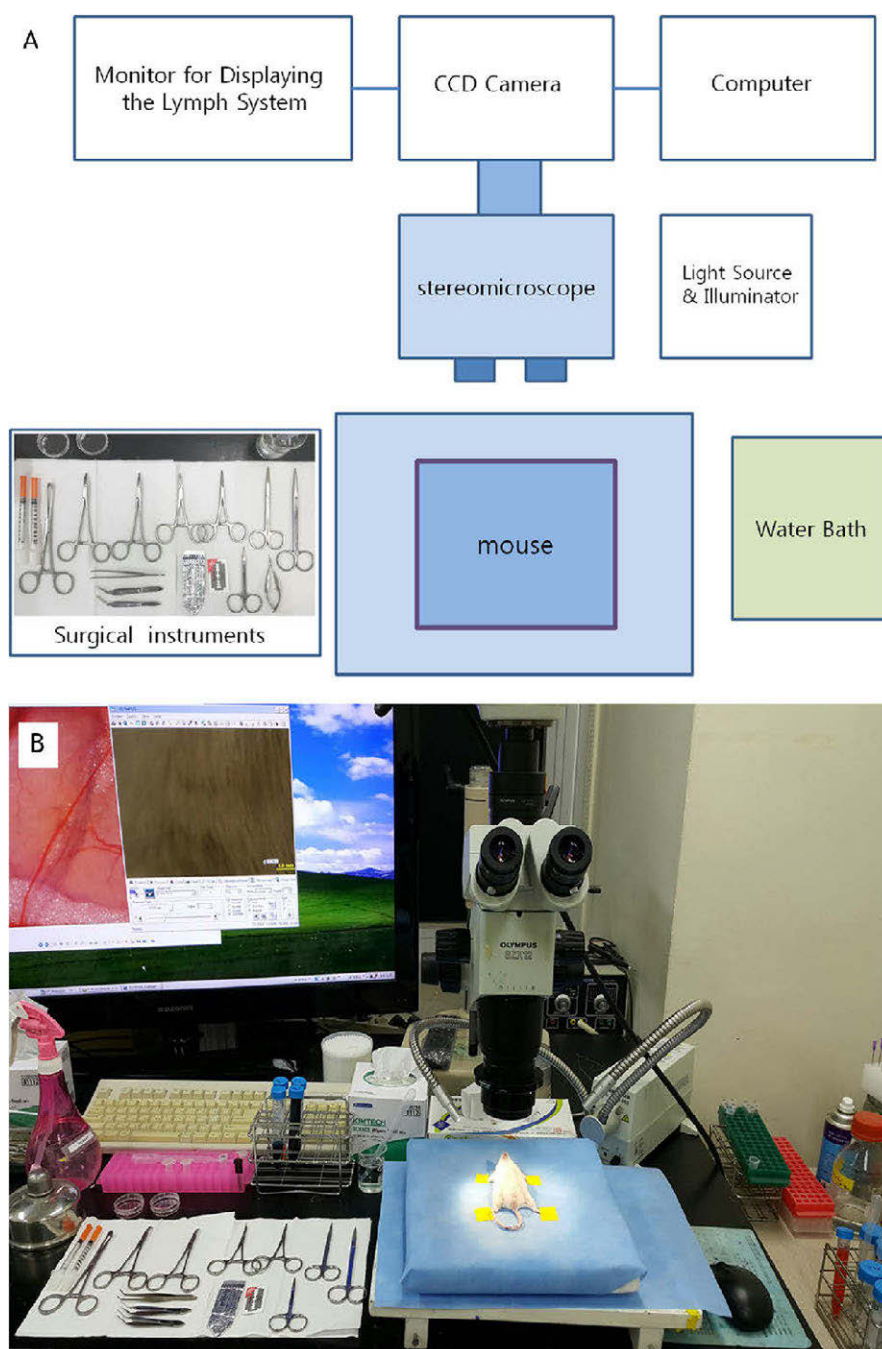 A
Monitor for Displaying
the Lymph System
CCD Camera
Computer
stereomicroscope
Light Source
& Illuminator
mouse
Water Bath
Surgical instruments
B
OLYMPUS
SZX12
KIMTECH